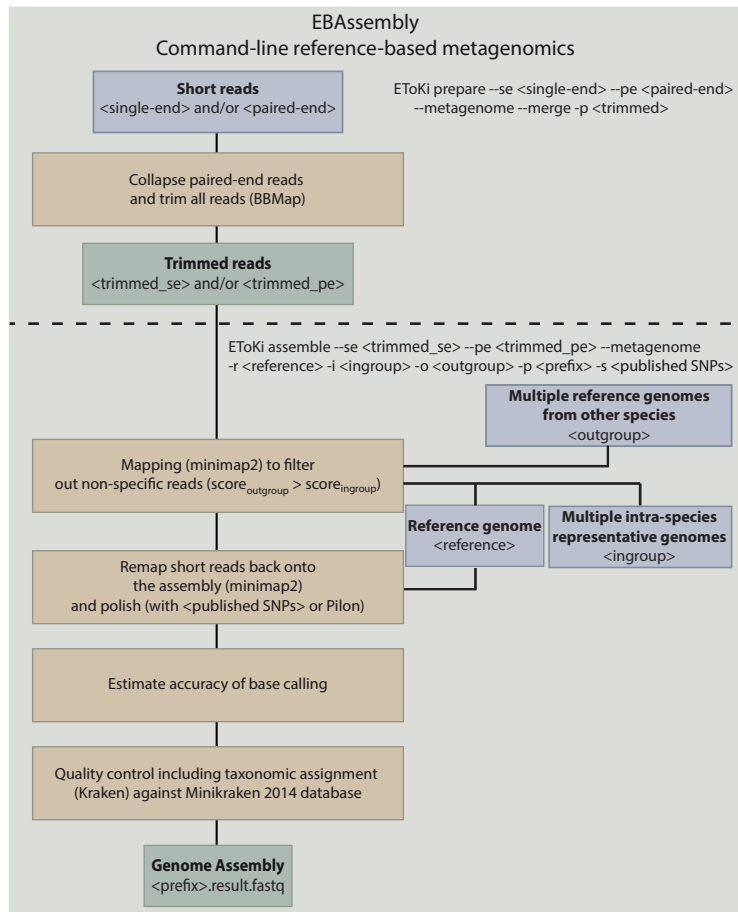 EBAssembly
Command-line reference-based metagenomics
Short reads
<single-end> and/or <paired-end>
EToKi prepare --se <single-end> --pe <paired-end>
--metagenome --merge -p <trimmed>
Collapse paired-end reads
and trim all reads (BBMap)
Trimmed reads
<trimmed_se> and/or <trimmed_pe>
EToKi assemble --se <trimmed_se> --pe <trimmed_pe> --metagenome
-r <reference> -i <ingroup> -o <outgroup> -p <prefix> -s <published SNPs>
Multiple reference genomes
from other species
<outgroup>
Mapping (minimap2) to filter
out non-specific reads (score_outgroup > score_ingroup)
Reference genome
<reference>
Multiple intra-species
representative genomes
<ingroup>
Remap short reads back onto
the assembly (minimap2)
and polish (with <published SNPs> or Pilon)
Estimate accuracy of base calling
Quality control including taxonomic assignment
(Kraken) against Minikraken 2014 database
Genome Assembly
<prefix>.result.fastq